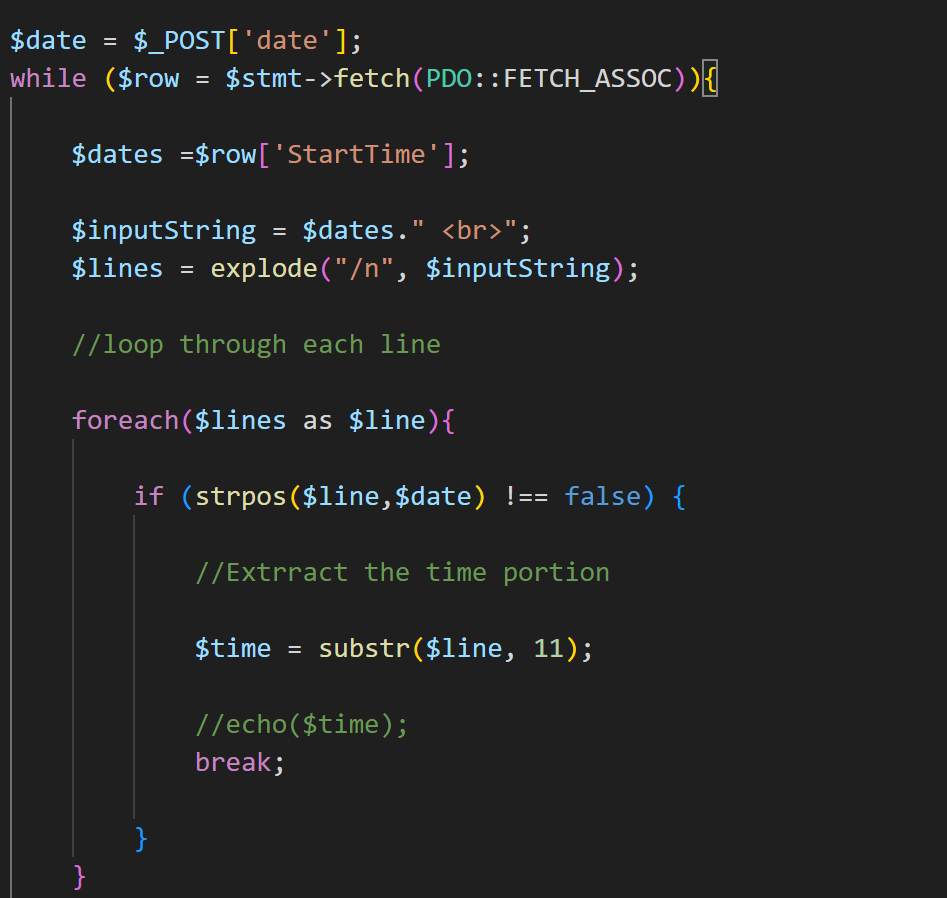 $date = $_POST['date'];
while ($row = $stmt->fetch(PDO::FETCH_ASSOC)){
$dates =$row['StartTime'];
$inputString = $dates." <br>";
$lines = explode("/n", $inputString);
//loop through each line
foreach($lines as $line){
if (strpos($line,$date) !== false) {
//Extrract the time portion
$time = substr($line, 11);
//echo($time);
break;
}
}